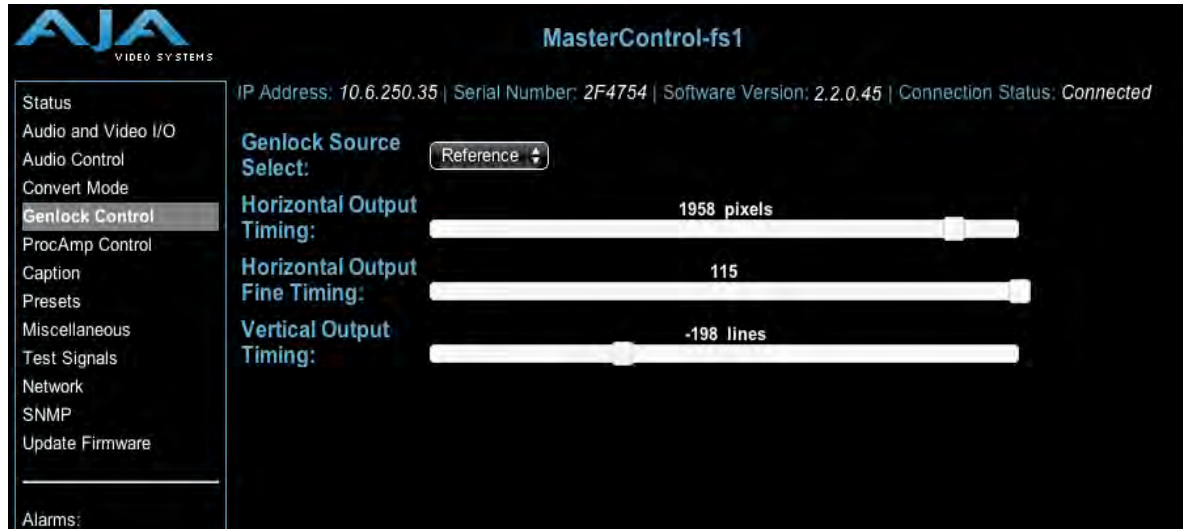 AJA
VIDEO SYSTEMS
MasterControl-fs1
IP Address: 10.6.250.35 | Serial Number: 2F4754 | Software Version: 2.2.0.45 | Connection Status: Connected
Status
Audio and Video I/O
Audio Control
Convert Mode
Genlock Control
ProcAmp Control
Caption
Presets
Miscellaneous
Test Signals
Network
SNMP
Update Firmware
Alarms:
Genlock Source
Select:
Reference
Horizontal Output
Timing:
1958 pixels
Horizontal Output
Fine Timing:
115
Vertical Output
Timing:
-198 lines